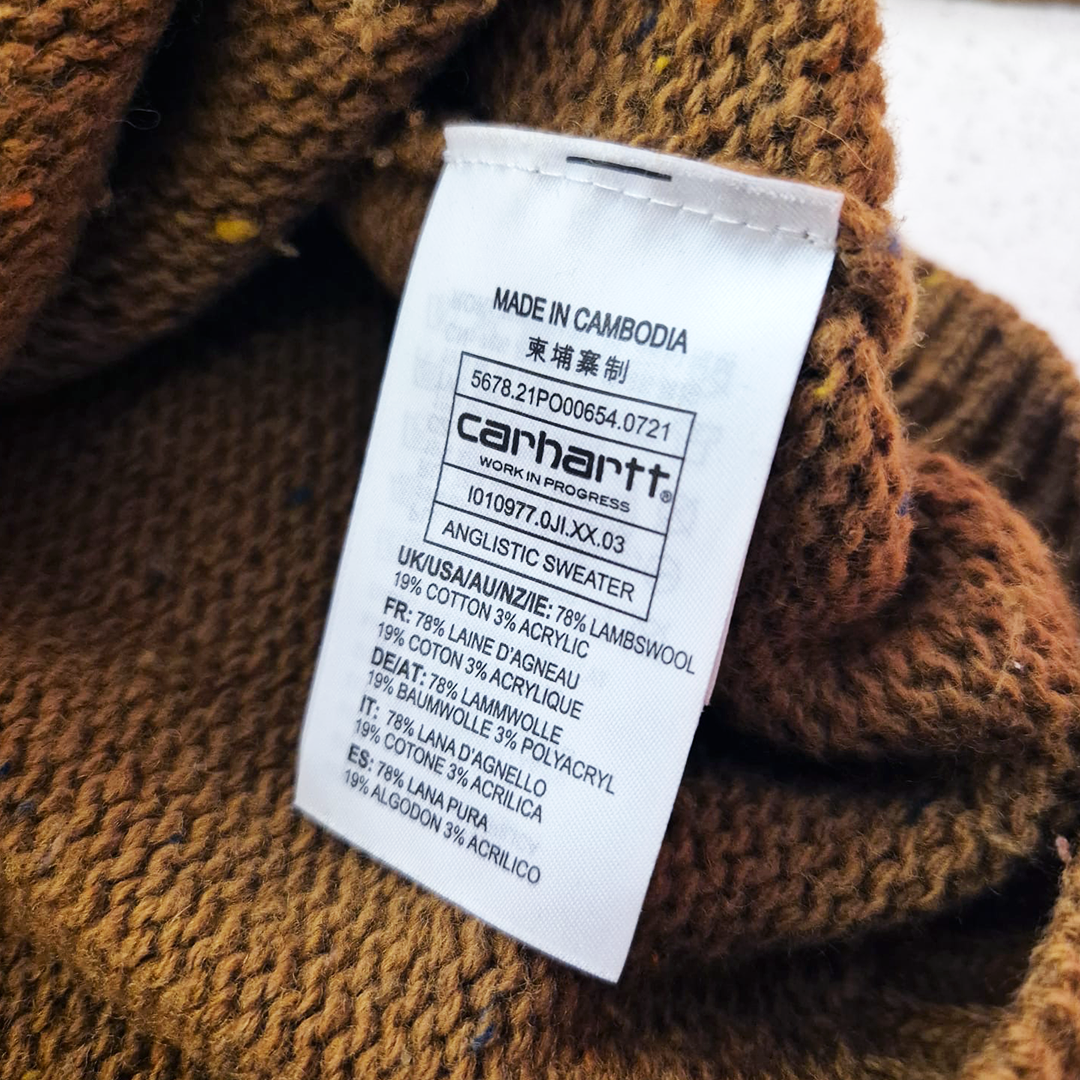 MADE IN CAMBODIA
柬埔寨制
5678.21PO00654.0721
carhartt®
WORK IN PROGRESS
I010977.0JI.XX.03
ANGLISTIC SWEATER
UK/USA/AU/NZ/IE: 78% LAMBSWOOL
19% COTTON 3% ACRYLIC
FR: 78% LAINE D'AGNEAU
19% COTON 3% ACRYLIQUE
DE/AT: 78% LAMMWOLLE
19% BAUMWOLLE 3% POLYACRYL
IT: 78% LANA D'AGNELLO
19% COTONE 3% ACRILICA
ES: 78% LANA PURA
19% ALGODON 3% ACRILICO